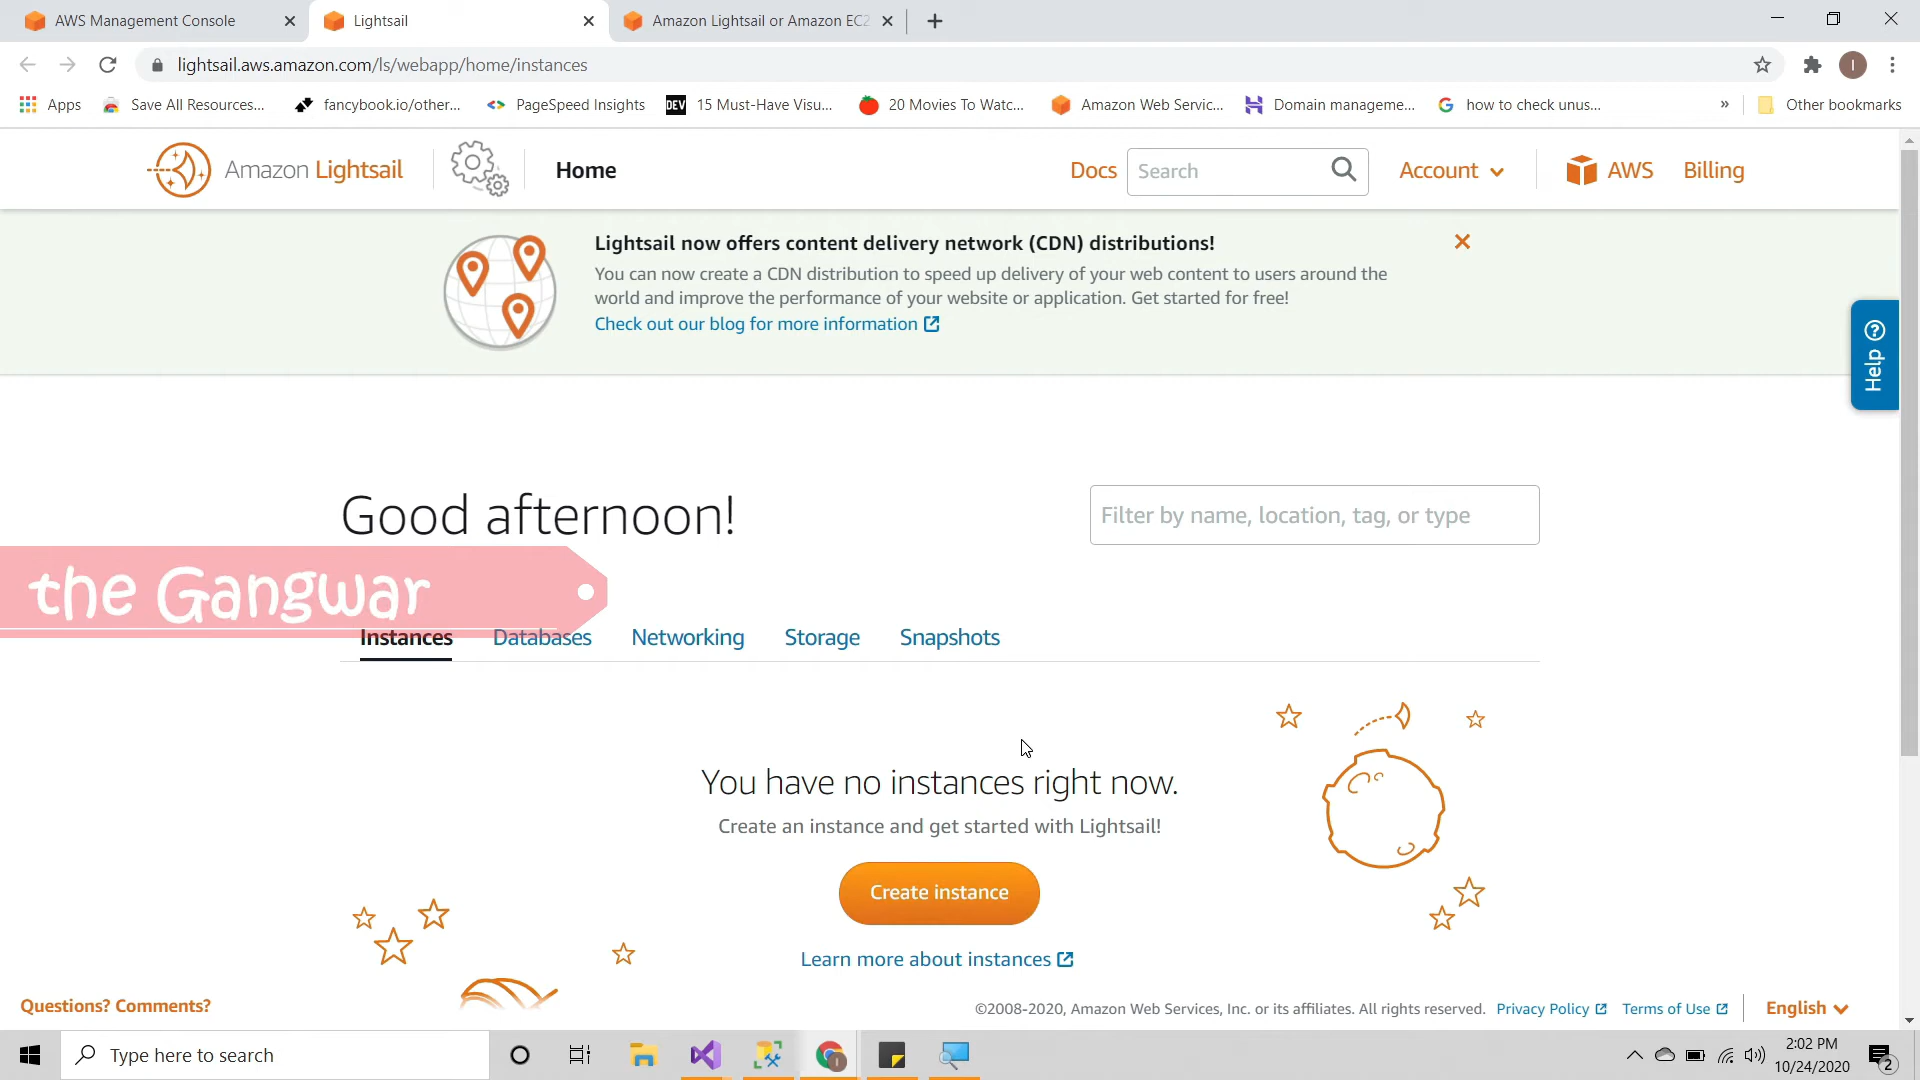 AWS Management Console
Lightsail
Amazon Lightsail or Amazon EC2
lightsail.aws.amazon.com/ls/webapp/home/instances
Apps
Save All Resources...
fancybook.io/other...
PageSpeed Insights
DEV
15 Must-Have Visu...
20 Movies To Watc...
Amazon Web Servic...
Domain manageme...
how to check unus...
»
Other bookmarks
Amazon Lightsail
Home
Docs
Search
Account
AWS
Billing
Lightsail now offers content delivery network (CDN) distributions!
You can now create a CDN distribution to speed up delivery of your web content to users around the
world and improve the performance of your website or application. Get started for free!
Check out our blog for more information
Help
Good afternoon!
Filter by name, location, tag, or type
the Gangwar
Instances
Databases
Networking
Storage
Snapshots
You have no instances right now.
Create an instance and get started with Lightsail!
Create instance
Learn more about instances
Questions? Comments?
©2008-2020, Amazon Web Services, Inc. or its affiliates. All rights reserved.
Privacy Policy
Terms of Use
English
Type here to search
2:02 PM
10/24/2020
2